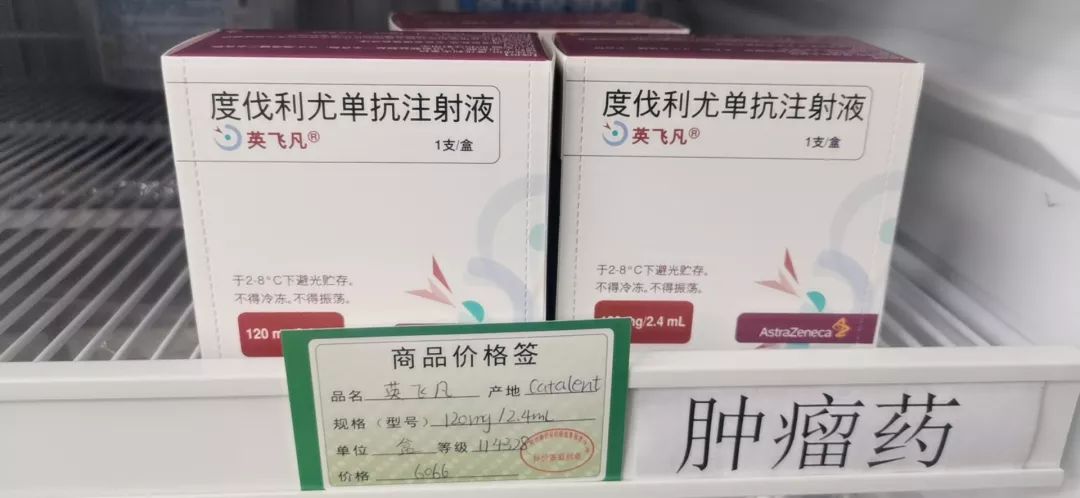 度伐利尤单抗注射液
英飞凡®
1支/盒
于2-8°C下避光贮存。
不得冷冻。不得振荡。
120 m
度伐利尤单抗注射液
英飞凡®
1支/盒
于2-8°C下避光贮存。
不得冷冻。不得振荡。
mg/2.4 mL
AstraZeneca
商品价格签
品名 英飞凡 产地 Catalent
规格（型号） 120mg/2.4mL
单位 盒 等级 114328
价格 6066
肿瘤药